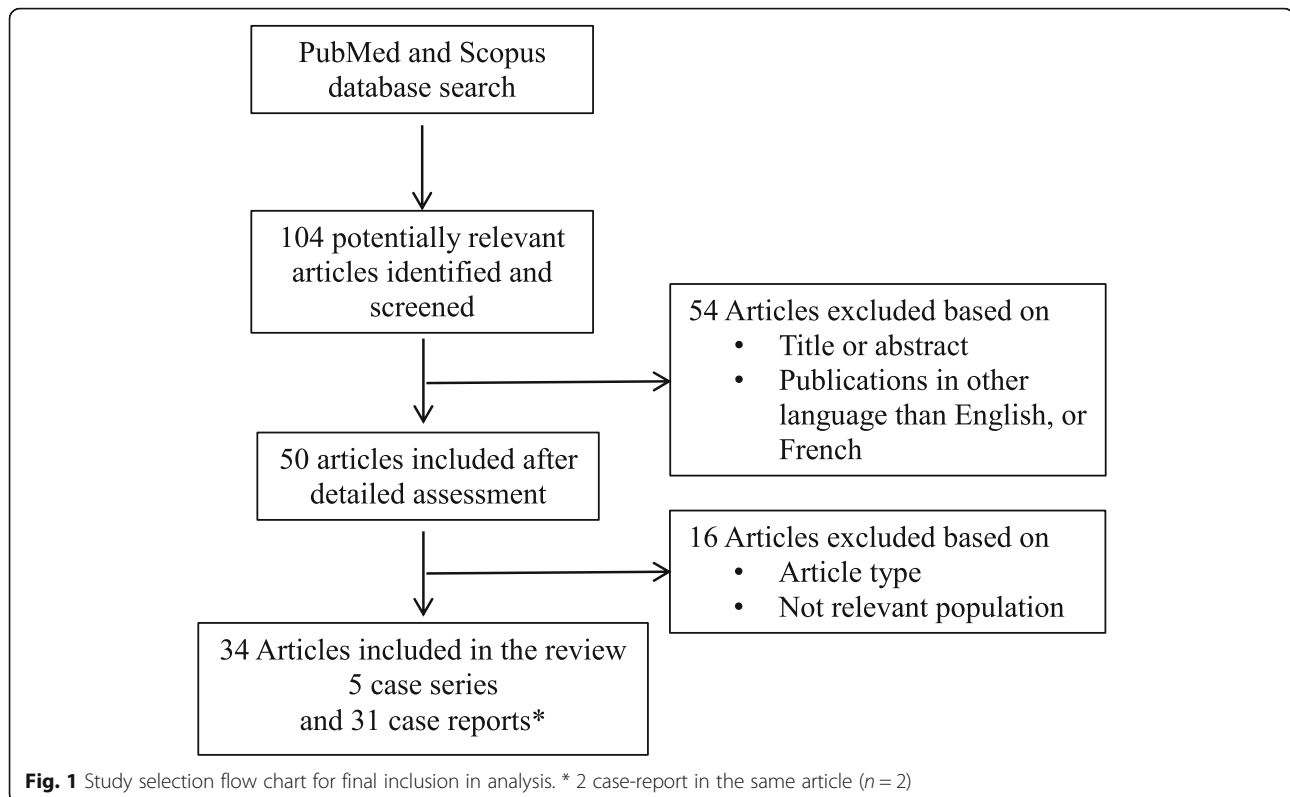 PubMed and Scopus
database search
104 potentially relevant
articles identified and
screened
54 Articles excluded based on
• Title or abstract
• Publications in other
language than English, or
French
50 articles included after
detailed assessment
16 Articles excluded based on
• Article type
• Not relevant population
34 Articles included in the review
5 case series
and 31 case reports*
Fig. 1 Study selection flow chart for final inclusion in analysis. * 2 case-report in the same article (n = 2)